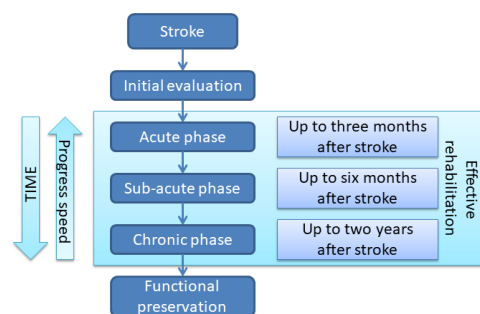 Stroke
Initial evaluation
TIME
Progress speed
Acute phase
Up to three months
after stroke
Sub-acute phase
Up to six months
after stroke
Chronic phase
Up to two years
after stroke
Effective
rehabilitation
Functional
preservation